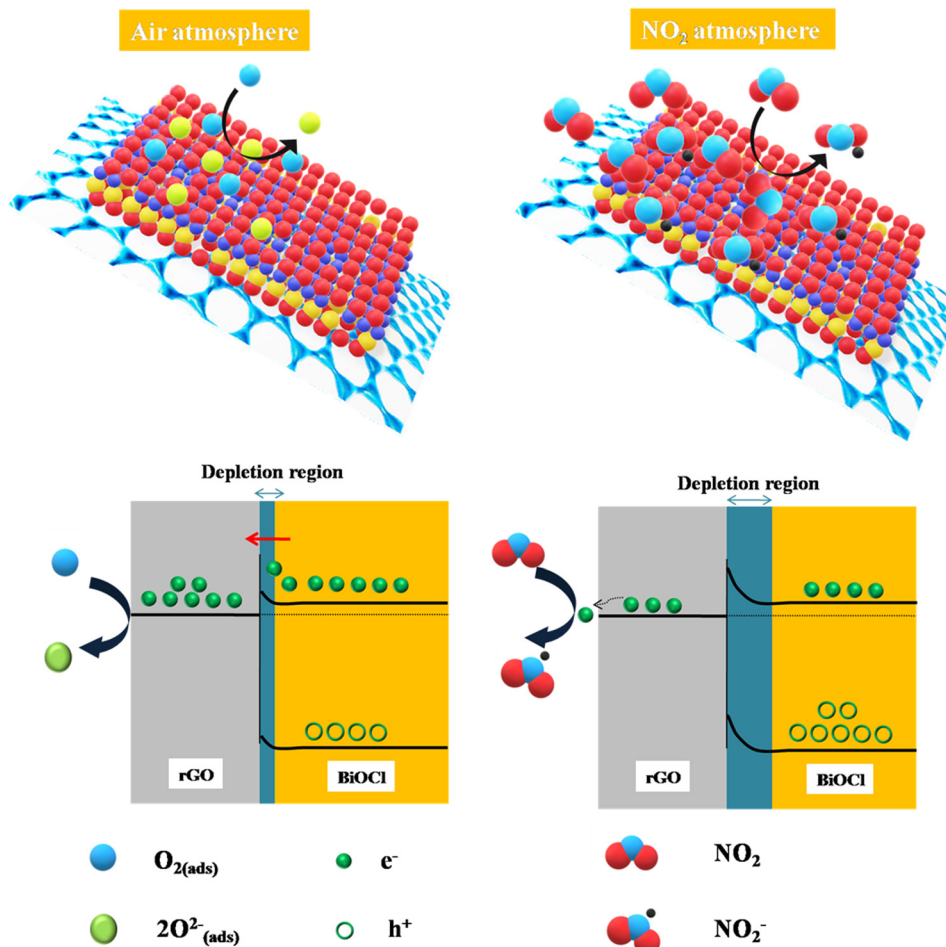 Air atmosphere
NO₂ atmosphere
Depletion region
Depletion region
rGO
BiOCl
rGO
BiOCl
O₂₍ads₎
e⁻
NO₂
2O²⁻₍ads₎
h⁺
NO₂⁻